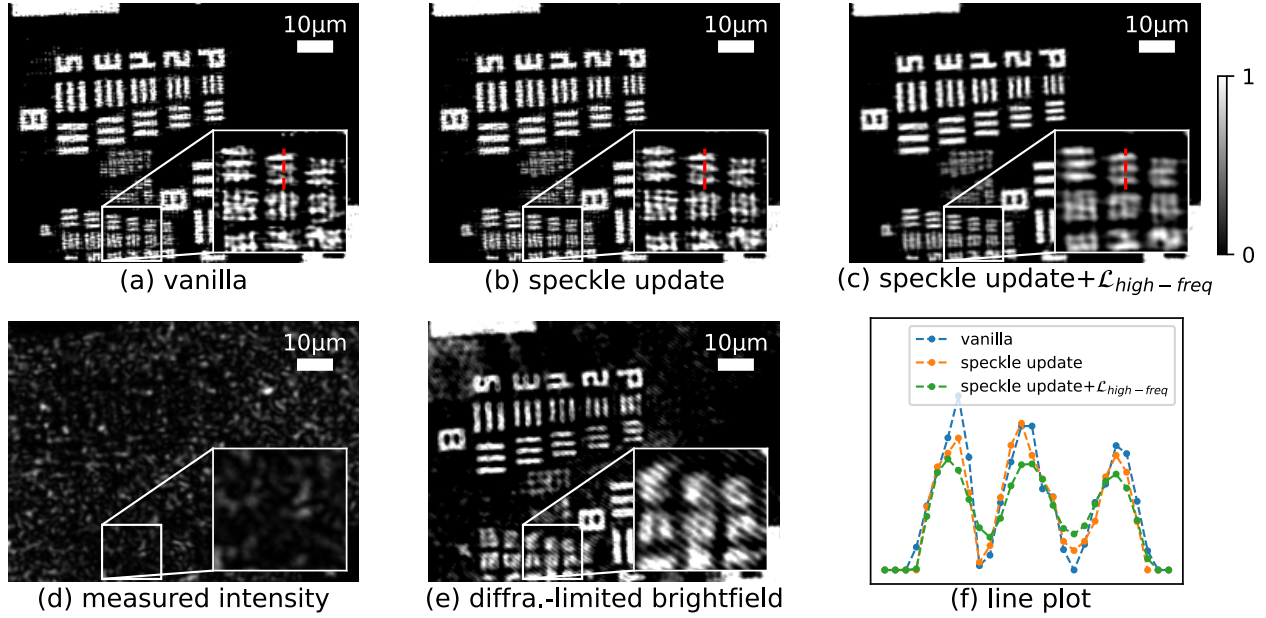 10μm
10μm
10μm
1
0
(a) vanilla
(b) speckle update
(c) speckle update+ℒhigh−freq
10μm
10μm
vanilla
speckle update
speckle update+ℒhigh−freq
(d) measured intensity
(e) diffra.-limited brightfield
(f) line plot